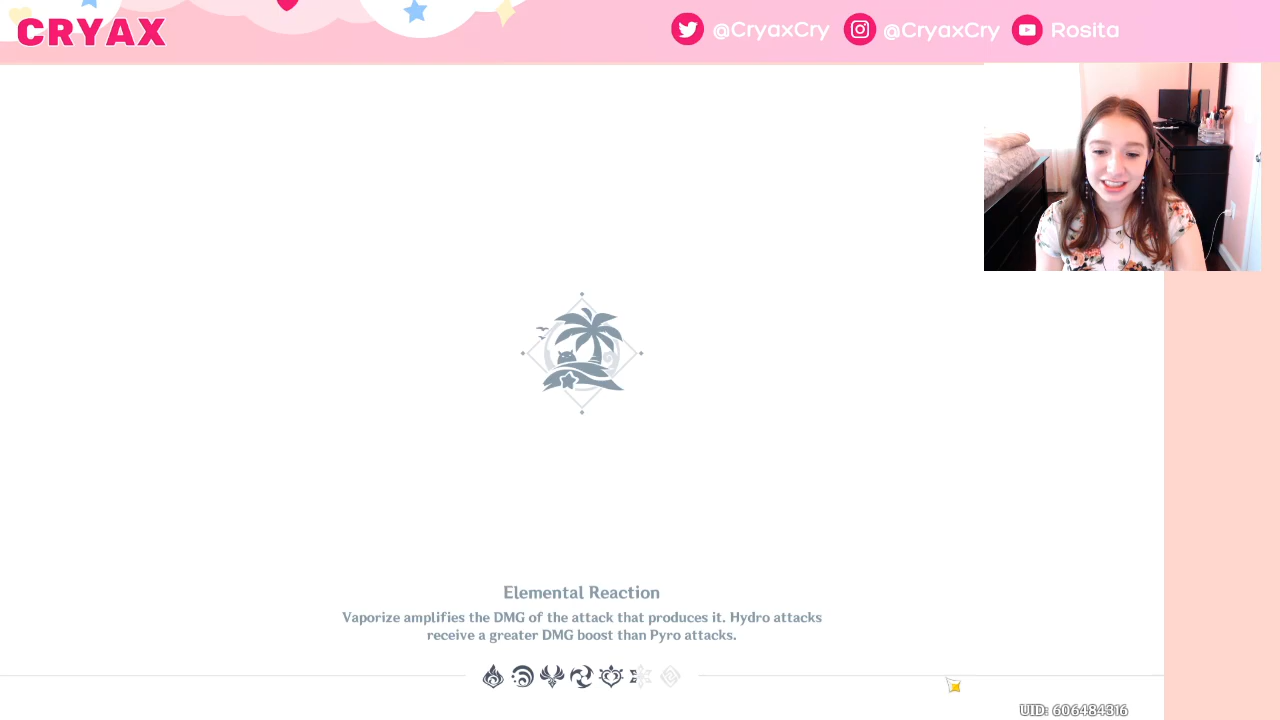 CRYAX
@CryaxCry
@CryaxCry
Rosita
Elemental Reaction
Vaporize amplifies the DMG of the attack that produces it. Hydro attacks
receive a greater DMG boost than Pyro attacks.
UID: 606484316